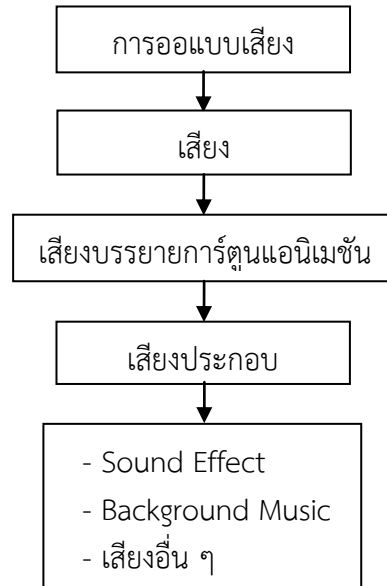 การออแบบเสียง
เสียง
เสียงบรรยายการ์ตูนแอนิเมชัน
เสียงประกอบ
- Sound Effect
- Background Music
- เสียงอื่น ๆ